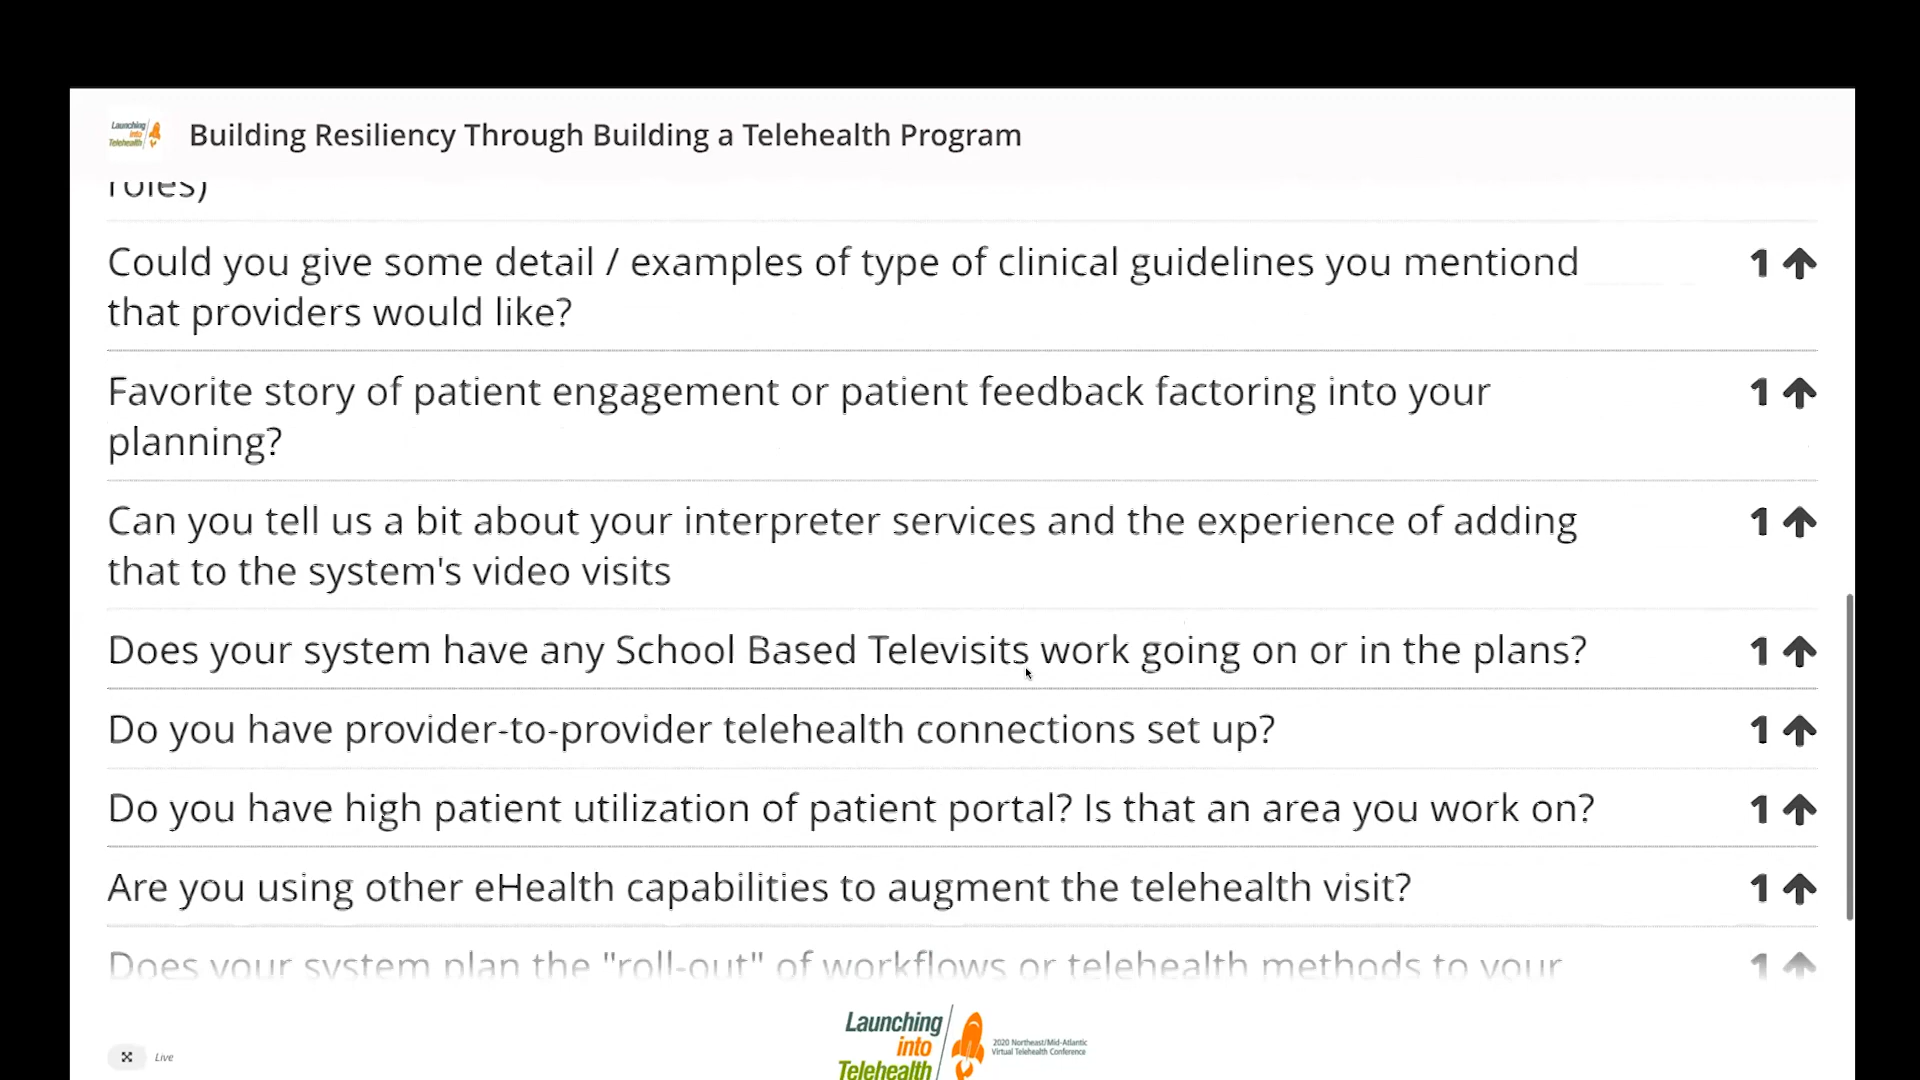 Launching
into
Telehealth
Building Resiliency Through Building a Telehealth Program
roles)
Could you give some detail / examples of type of clinical guidelines you mentiond
that providers would like?
1
Favorite story of patient engagement or patient feedback factoring into your
planning?
1
Can you tell us a bit about your interpreter services and the experience of adding
that to the system's video visits
1
Does your system have any School Based Televisits work going on or in the plans?
1
Do you have provider-to-provider telehealth connections set up?
1
Do you have high patient utilization of patient portal? Is that an area you work on?
1
Are you using other eHealth capabilities to augment the telehealth visit?
1
Does your system plan the "roll-out" of workflows or telehealth methods to your
1
Live
Launching
into
Telehealth
2020 Northeast/Mid-Atlantic
Virtual Telehealth Conference